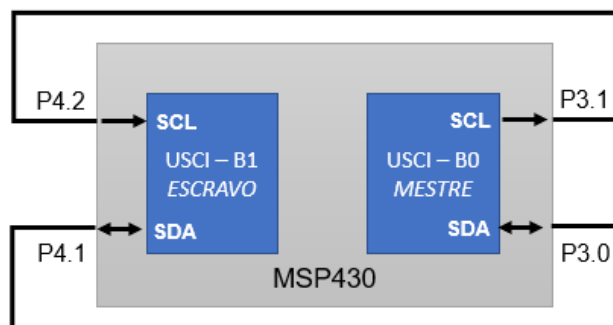 P4.2
P3.1
SCL
SCL
USCI – B1
ESCRAVO
USCI – B0
MESTRE
SDA
SDA
P4.1
P3.0
MSP430